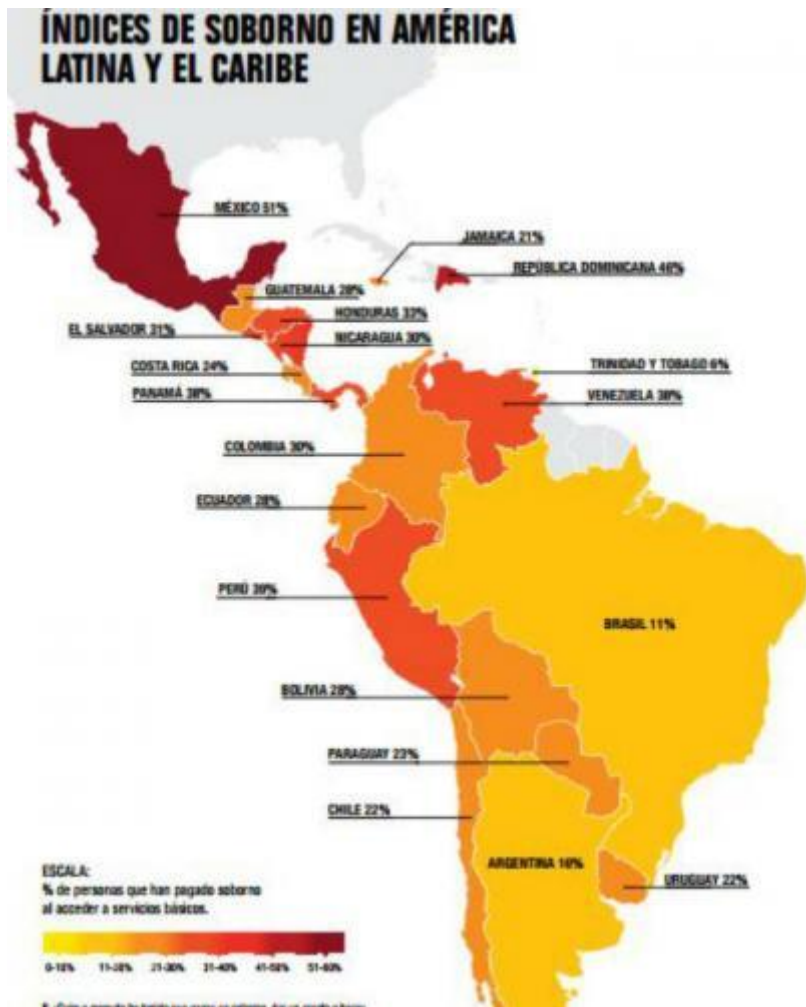 ÍNDICES DE SOBORNO EN AMÉRICA
LATINA Y EL CARIBE
MÉXICO 51%
JAMAICA 21%
REPÚBLICA DOMINICANA 46%
GUATEMALA 28%
HONDURAS 33%
EL SALVADOR 31%
NICARAGUA 30%
COSTA RICA 24%
TRINIDAD Y TOBAGO 6%
PANAMÁ 38%
VENEZUELA 38%
COLOMBIA 30%
ECUADOR 28%
PERÚ 39%
BRASIL 11%
BOLIVIA 28%
PARAGUAY 23%
CHILE 22%
ARGENTINA 16%
URUGUAY 22%
ESCALA:
% de personas que han pagado soborno
al acceder a servicios básicos.
0-10% 11-20% 21-30% 31-40% 41-50% 51-60%